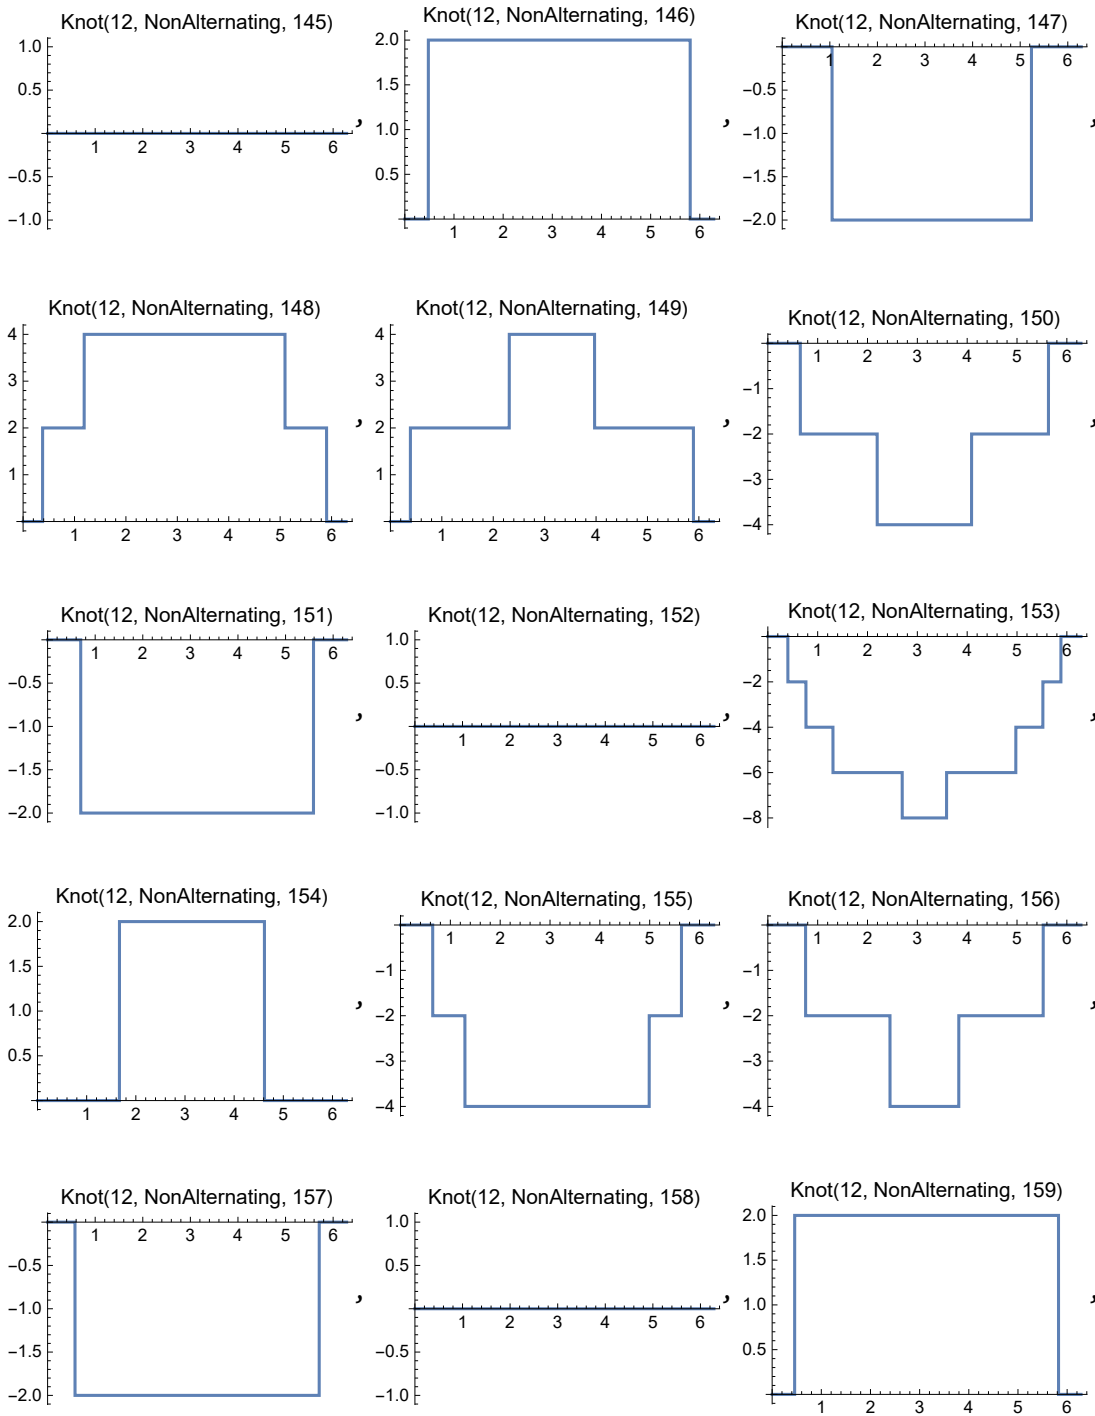 Knot(12, NonAlternating, 145)
1.0
0.5
1 2 3 4 5 6
−0.5
−1.0
,
Knot(12, NonAlternating, 146)
2.0
1.5
1.0
0.5
1 2 3 4 5 6
,
Knot(12, NonAlternating, 147)
1 2 3 4 5 6
−0.5
−1.0
−1.5
−2.0
,
Knot(12, NonAlternating, 148)
4
3
2
1
1 2 3 4 5 6
,
Knot(12, NonAlternating, 149)
4
3
2
1
1 2 3 4 5 6
,
Knot(12, NonAlternating, 150)
1 2 3 4 5 6
−1
−2
−3
−4
,
Knot(12, NonAlternating, 151)
1 2 3 4 5 6
−0.5
−1.0
−1.5
−2.0
,
Knot(12, NonAlternating, 152)
1.0
0.5
1 2 3 4 5 6
−0.5
−1.0
,
Knot(12, NonAlternating, 153)
1 2 3 4 5 6
−2
−4
−6
−8
,
Knot(12, NonAlternating, 154)
2.0
1.5
1.0
0.5
1 2 3 4 5 6
,
Knot(12, NonAlternating, 155)
1 2 3 4 5 6
−1
−2
−3
−4
,
Knot(12, NonAlternating, 156)
1 2 3 4 5 6
−1
−2
−3
−4
,
Knot(12, NonAlternating, 157)
1 2 3 4 5 6
−0.5
−1.0
−1.5
−2.0
,
Knot(12, NonAlternating, 158)
1.0
0.5
1 2 3 4 5 6
−0.5
−1.0
,
Knot(12, NonAlternating, 159)
2.0
1.5
1.0
0.5
1 2 3 4 5 6
,